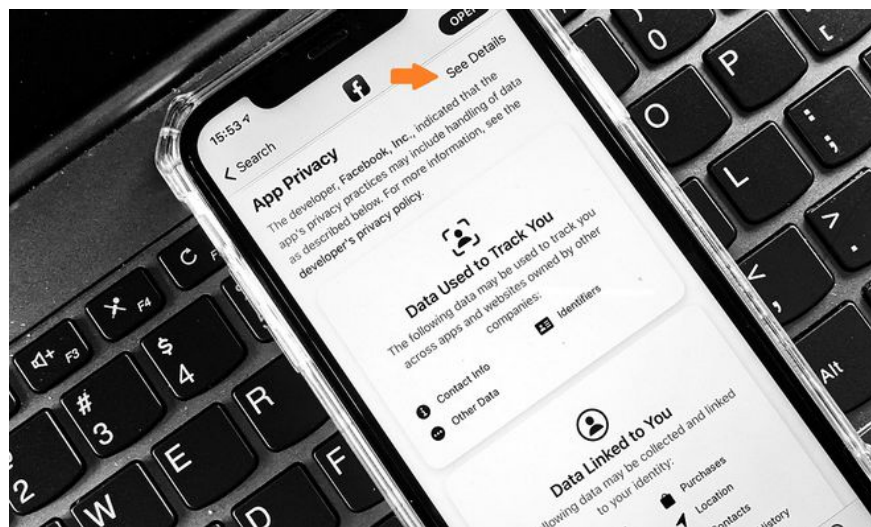 15:53
OPE
< Search
App Privacy
See Details
The developer, Facebook, Inc., indicated that the
app's privacy practices may include handling of data
as described below. For more information, see the
developer's privacy policy.
Data Used to Track You
The following data may be used to track you
across apps and websites owned by other
companies:
Contact Info
Identifiers
Other Data
Data Linked to You
owing data may be collected and linked
to your identity:
Purchases
Location
ontacts
istory
F3
F4
C
F
#
3
$
4
2
W
E
R
D
F
O
P
0
L
[
:
;
>
.
<
,
Alt